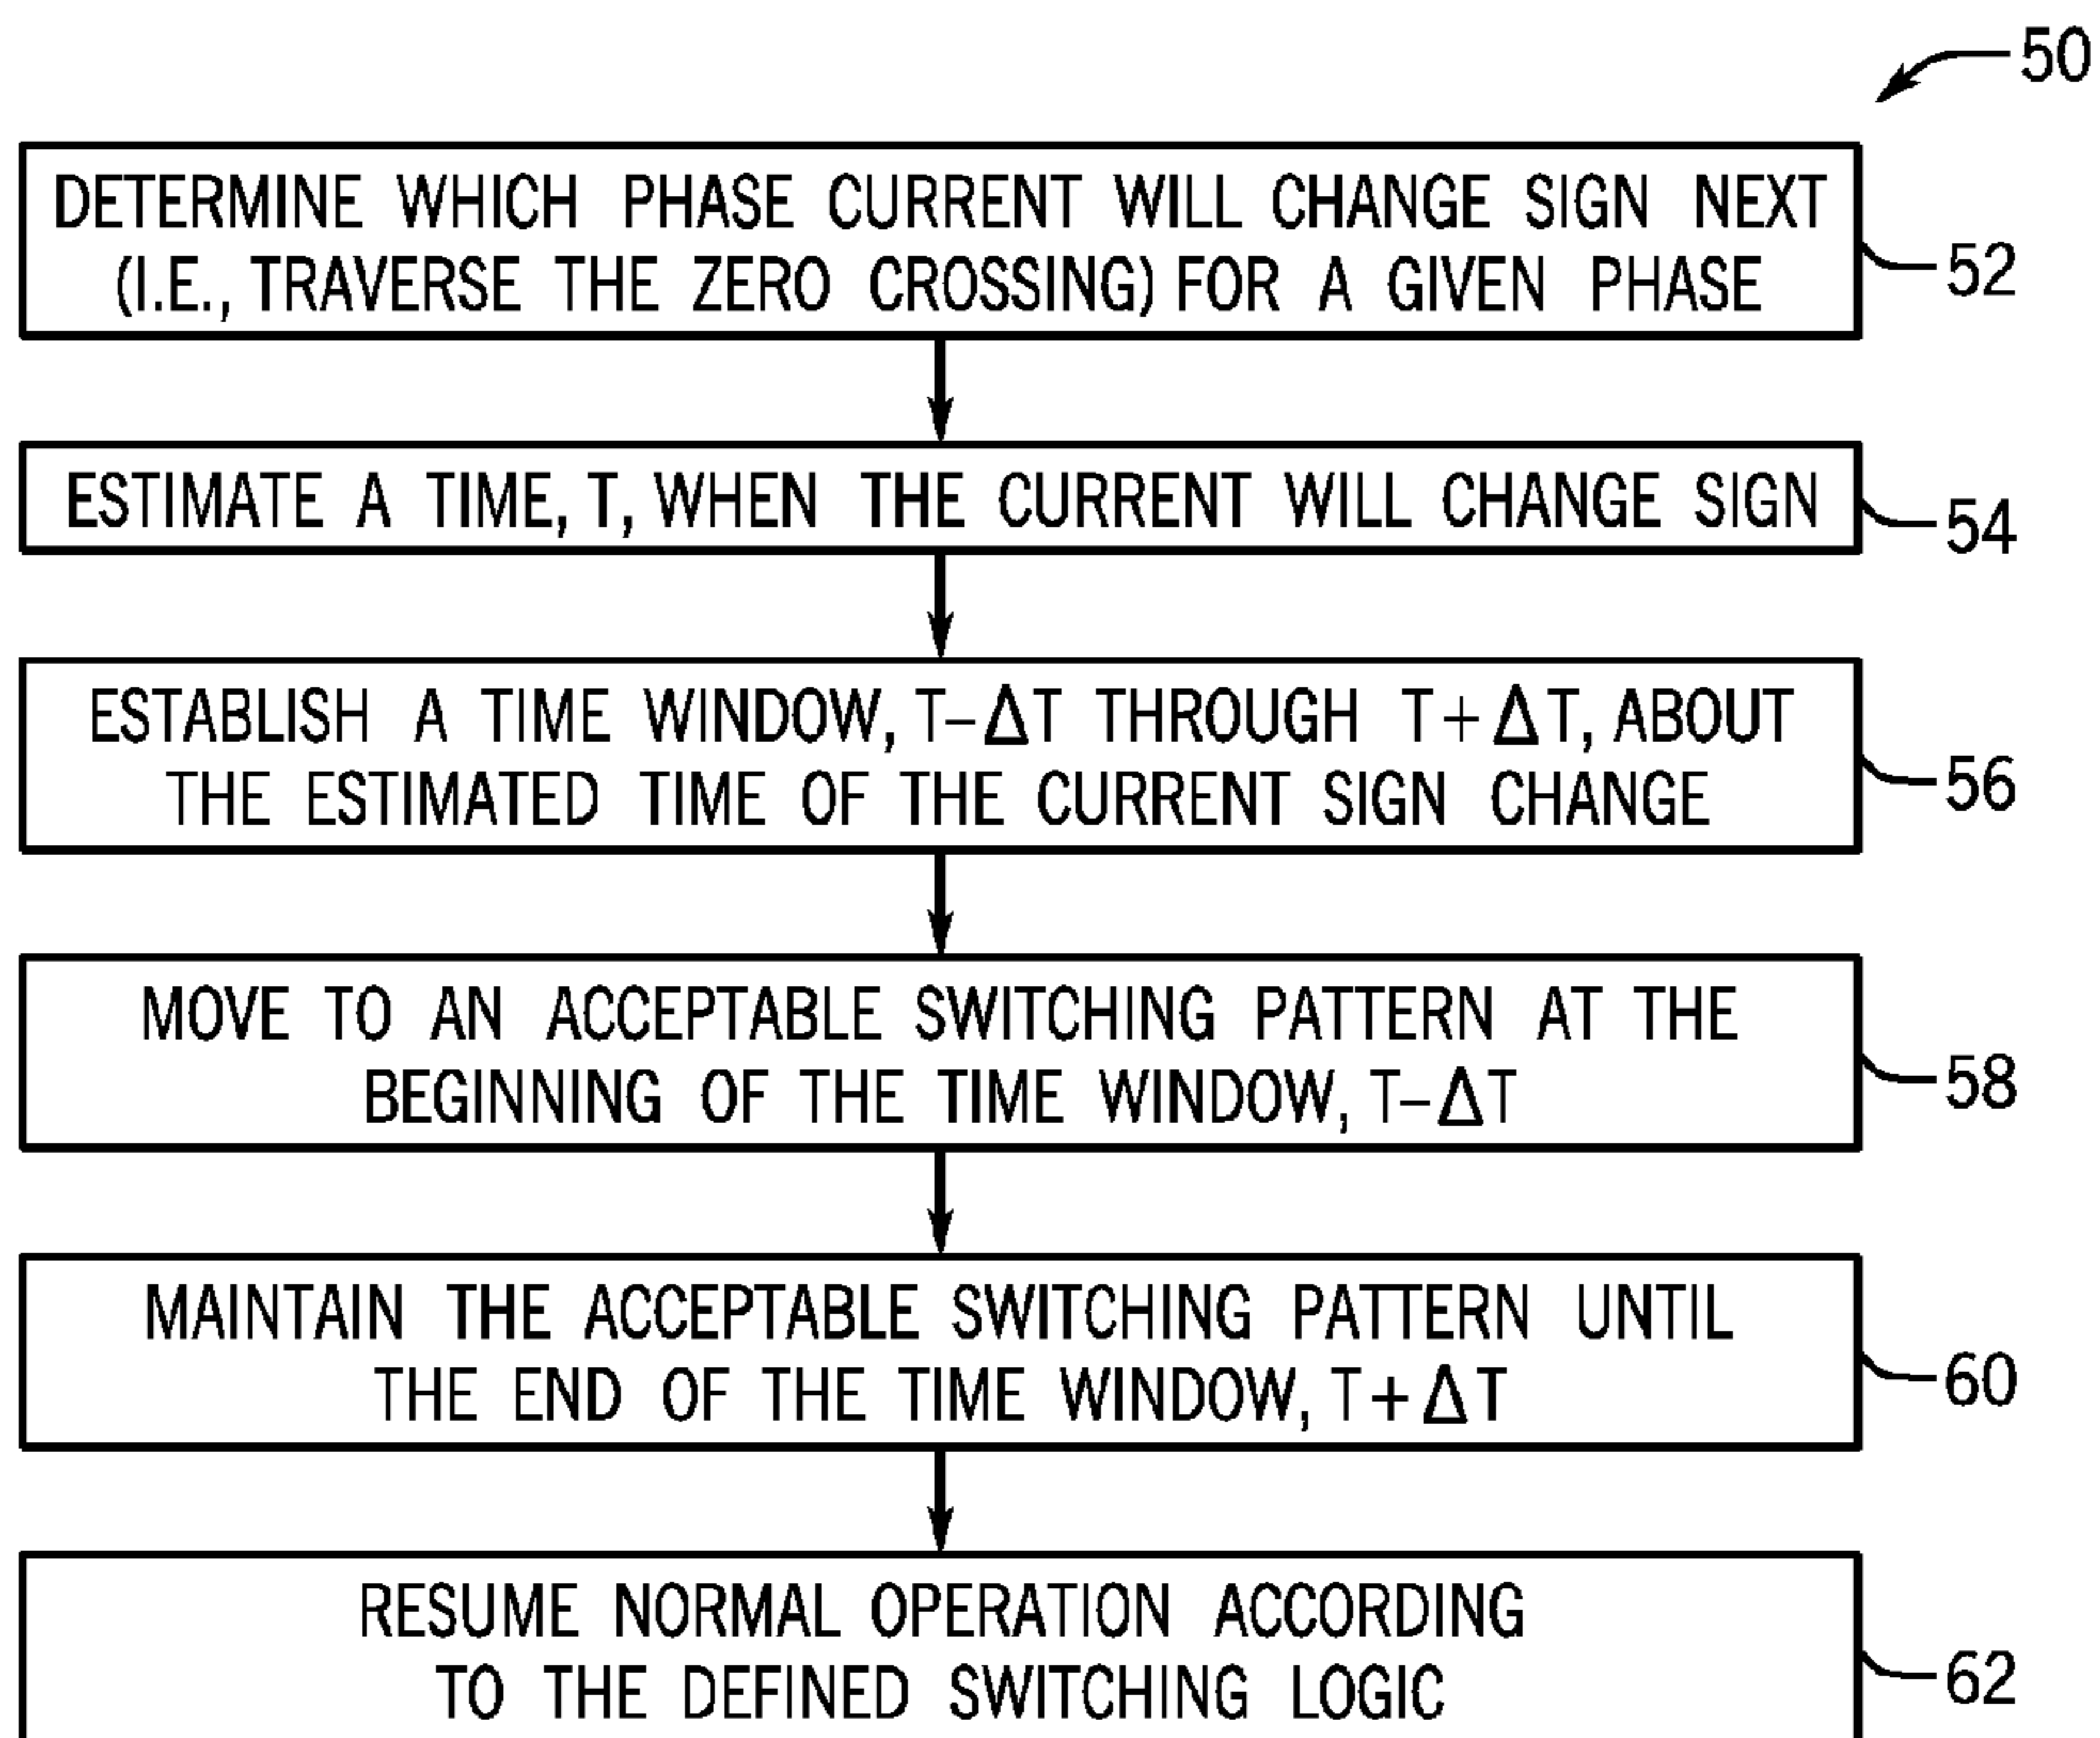 50
DETERMINE WHICH PHASE CURRENT WILL CHANGE SIGN NEXT
(I.E., TRAVERSE THE ZERO CROSSING) FOR A GIVEN PHASE
52
ESTIMATE A TIME, T, WHEN THE CURRENT WILL CHANGE SIGN
54
ESTABLISH A TIME WINDOW, T-ΔT THROUGH T+ΔT, ABOUT
THE ESTIMATED TIME OF THE CURRENT SIGN CHANGE
56
MOVE TO AN ACCEPTABLE SWITCHING PATTERN AT THE
BEGINNING OF THE TIME WINDOW, T-ΔT
58
MAINTAIN THE ACCEPTABLE SWITCHING PATTERN UNTIL
THE END OF THE TIME WINDOW, T+ΔT
60
RESUME NORMAL OPERATION ACCORDING
TO THE DEFINED SWITCHING LOGIC
62